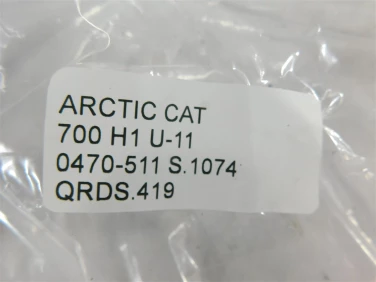 ARCTIC CAT
700 H1 U-11
0470-511 S.1074
QRDS.419